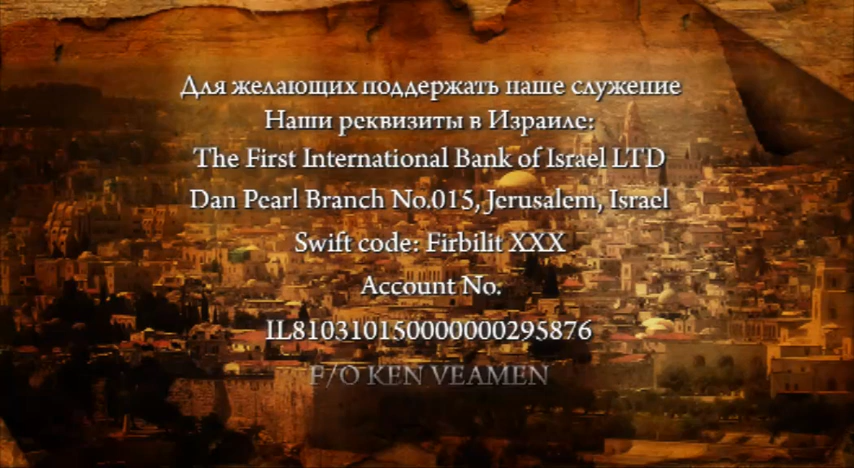 Для желающих поддержать наше служение
Наши реквизиты в Израиле:
The First International Bank of Israel LTD
Dan Pearl Branch No.015, Jerusalem, Israel
Swift code: Firbilit XXX
Account No.
IL810310150000000295876
F/O KEN VEAMEN